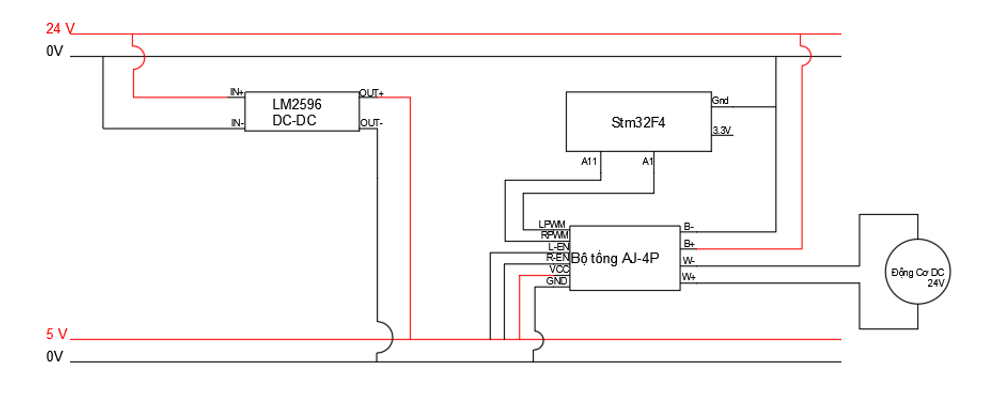 24 V
0V
IN+
IN-
LM2596
DC-DC
OUT+
OUT-
Stm32F4
Gnd
3.3V
A11
A1
LPWM
RPWM
L-EN
R-EN
VCC
GND
Bộ tổng AJ-4P
B-
B+
W-
W+
Động Cơ DC
24V
5 V
0V